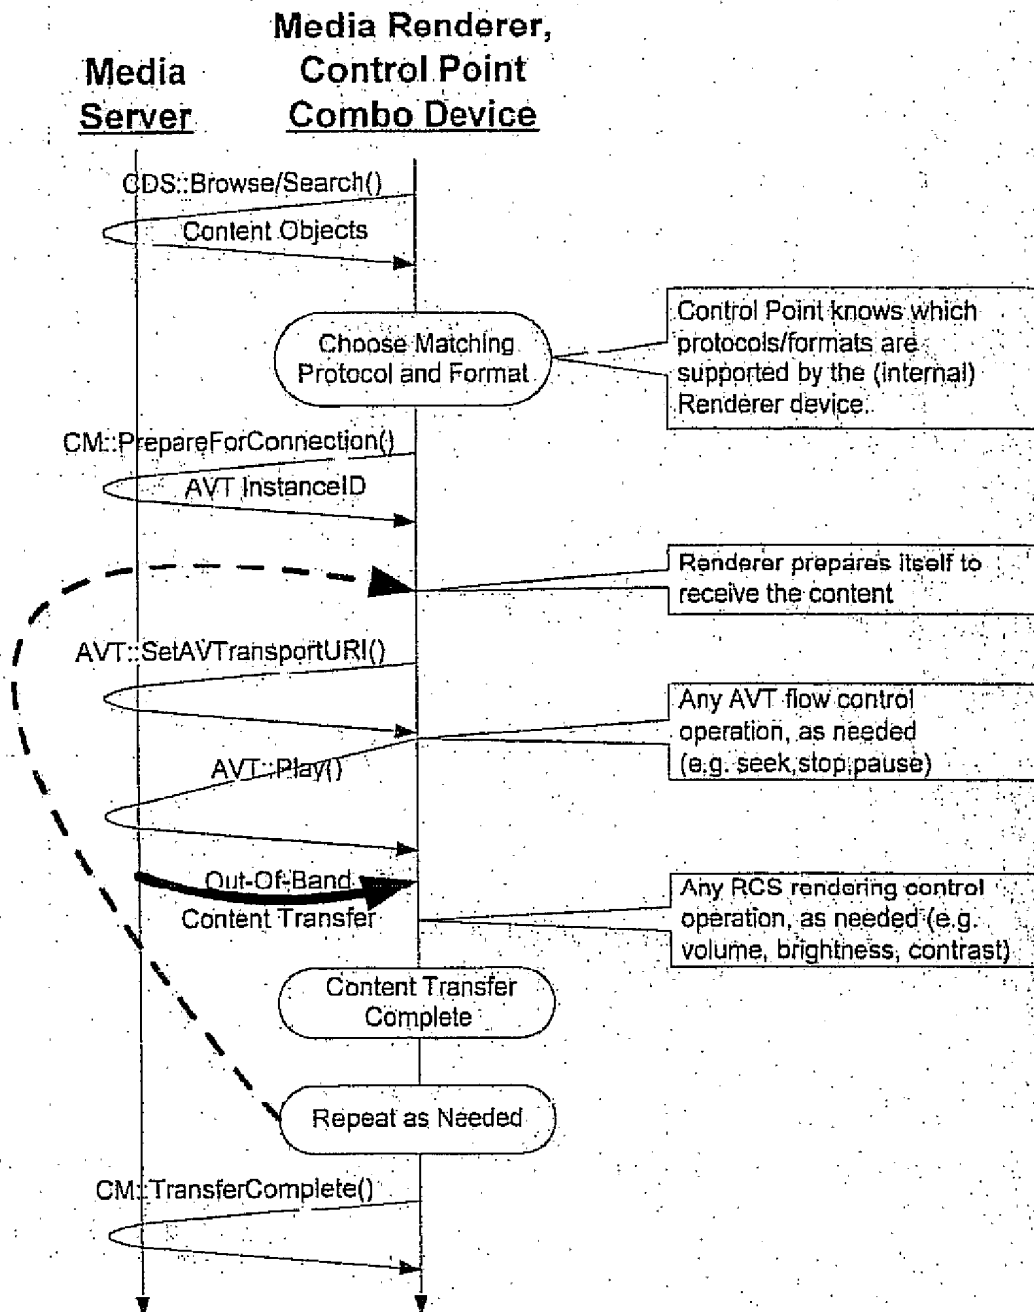 Media Renderer,
Control Point
Combo Device
Media
Server
CDS::Browse/Search()
Content Objects
Choose Matching
Protocol and Format
Control Point knows which
protocols/formats are
supported by the (internal)
Renderer device.
CM::PrepareForConnection()
AVT InstanceID
Renderer prepares itself to
receive the content
AVT::SetAVTransportURI()
Any AVT flow control
operation, as needed
(e.g. seek,stop,pause)
AVT::Play()
Out-Of-Band
Content Transfer
Any RCS rendering control
operation, as needed (e.g.
volume, brightness, contrast)
Content Transfer
Complete
Repeat as Needed
CM::TransferComplete()